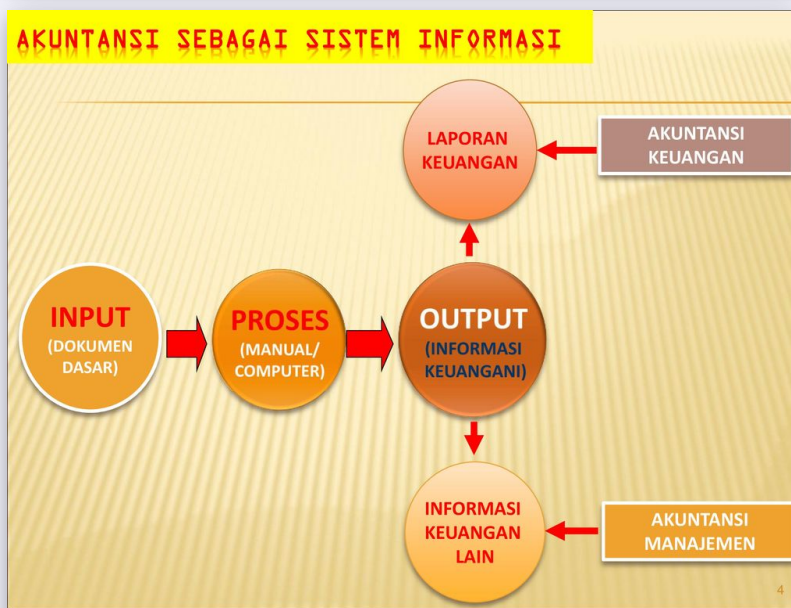 AKUNTANSI SEBAGAI SISTEM INFORMASI
LAPORAN
KEUANGAN
AKUNTANSI
KEUANGAN
INPUT
(DOKUMEN
DASAR)
PROSES
(MANUAL/
COMPUTER)
OUTPUT
(INFORMASI
KEUANGANI)
INFORMASI
KEUANGAN
LAIN
AKUNTANSI
MANAJEMEN
4